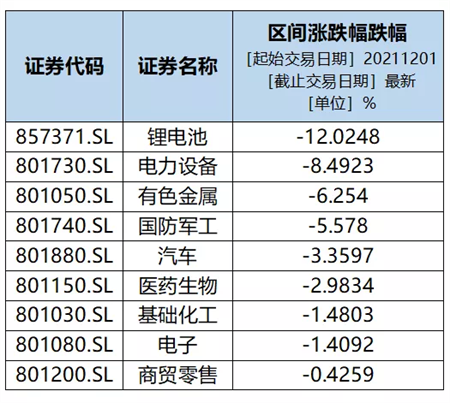 证券代码 证券名称 区间涨跌幅跌幅
[起始交易日期] 20211201
[截止交易日期] 最新
[单位] %
857371.SL 锂电池 -12.0248
801730.SL 电力设备 -8.4923
801050.SL 有色金属 -6.254
801740.SL 国防军工 -5.578
801880.SL 汽车 -3.3597
801150.SL 医药生物 -2.9834
801030.SL 基础化工 -1.4803
801080.SL 电子 -1.4092
801200.SL 商贸零售 -0.4259